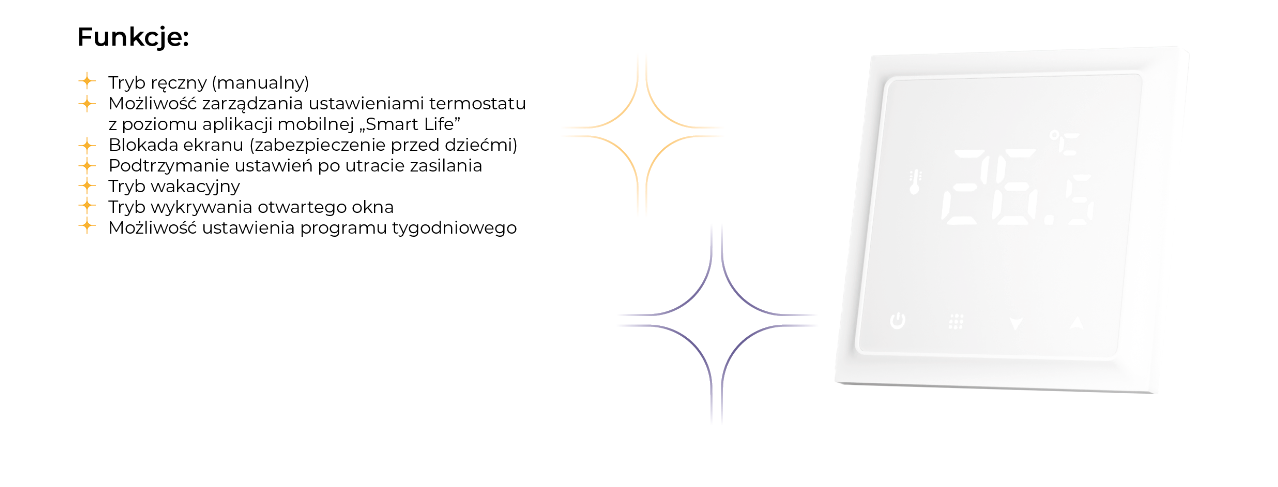 Funkcje:
Tryb ręczny (manualny)
Możliwość zarządzania ustawieniami termostatu
z poziomu aplikacji mobilnej „Smart Life”
Blokada ekranu (zabezpieczenie przed dziećmi)
Podtrzymanie ustawień po utracie zasilania
Tryb wakacyjny
Tryb wykrywania otwartego okna
Możliwość ustawienia programu tygodniowego
26.5 °C